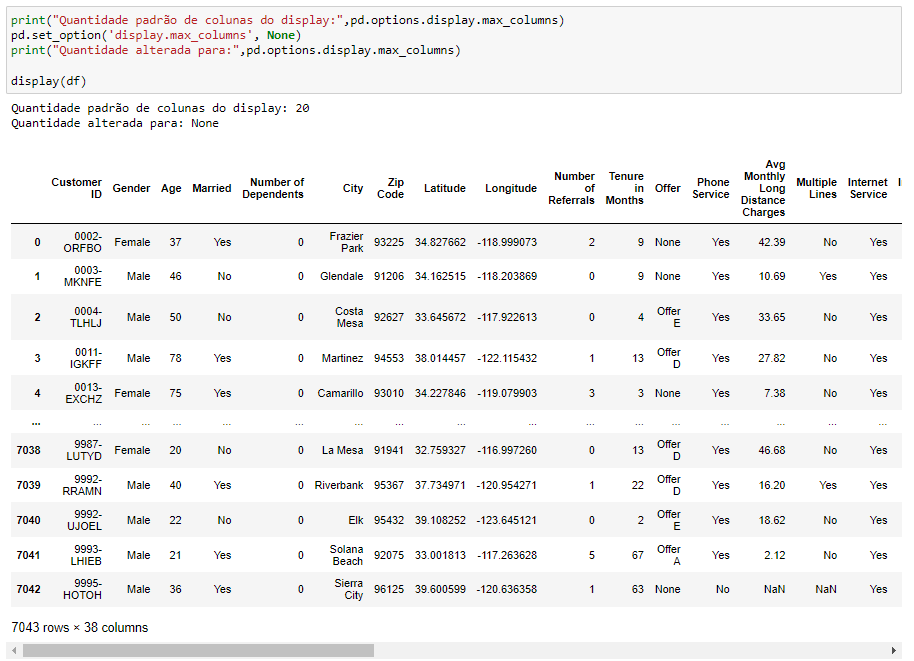 print("Quantidade padrão de colunas do display:",pd.options.display.max_columns)
pd.set_option('display.max_columns', None)
print("Quantidade alterada para:",pd.options.display.max_columns)
display(df)
Quantidade padrão de colunas do display: 20
Quantidade alterada para: None
Customer ID Gender Age Married Number of Dependents City Zip Code Latitude Longitude Number of Referrals Tenure in Months Offer Phone Service Avg Monthly Long Distance Charges Multiple Lines Internet Service
0 0002-ORFBO Female 37 Yes 0 Frazier Park 93225 34.827662 -118.999073 2 9 None Yes 42.39 No Yes
1 0003-MKNFE Male 46 No 0 Glendale 91206 34.162515 -118.203869 0 9 None Yes 10.69 Yes Yes
2 0004-TLHLJ Male 50 No 0 Costa Mesa 92627 33.645672 -117.922613 0 4 Offer E Yes 33.65 No Yes
3 0011-IGKFF Male 78 Yes 0 Martinez 94553 38.014457 -122.115432 1 13 Offer D Yes 27.82 No Yes
4 0013-EXCHZ Female 75 Yes 0 Camarillo 93010 34.227846 -119.079903 3 3 None Yes 7.38 No Yes
... ... ... ... ... ... ... ... ... ... ... ... ... ... ... ... ...
7038 9987-LUTYD Female 20 No 0 La Mesa 91941 32.759327 -116.997260 0 13 Offer D Yes 46.68 No Yes
7039 9992-RRAMN Male 40 Yes 0 Riverbank 95367 37.734971 -120.954271 1 22 Offer D Yes 16.20 Yes Yes
7040 9992-UJOEL Male 22 No 0 Elk 95432 39.108252 -123.645121 0 2 Offer E Yes 18.62 No Yes
7041 9993-LHIEB Male 21 Yes 0 Solana Beach 92075 33.001813 -117.263628 5 67 Offer A Yes 2.12 No Yes
7042 9995-HOTOH Male 36 Yes 0 Sierra City 96125 39.600599 -120.636358 1 63 None No NaN NaN Yes
7043 rows × 38 columns